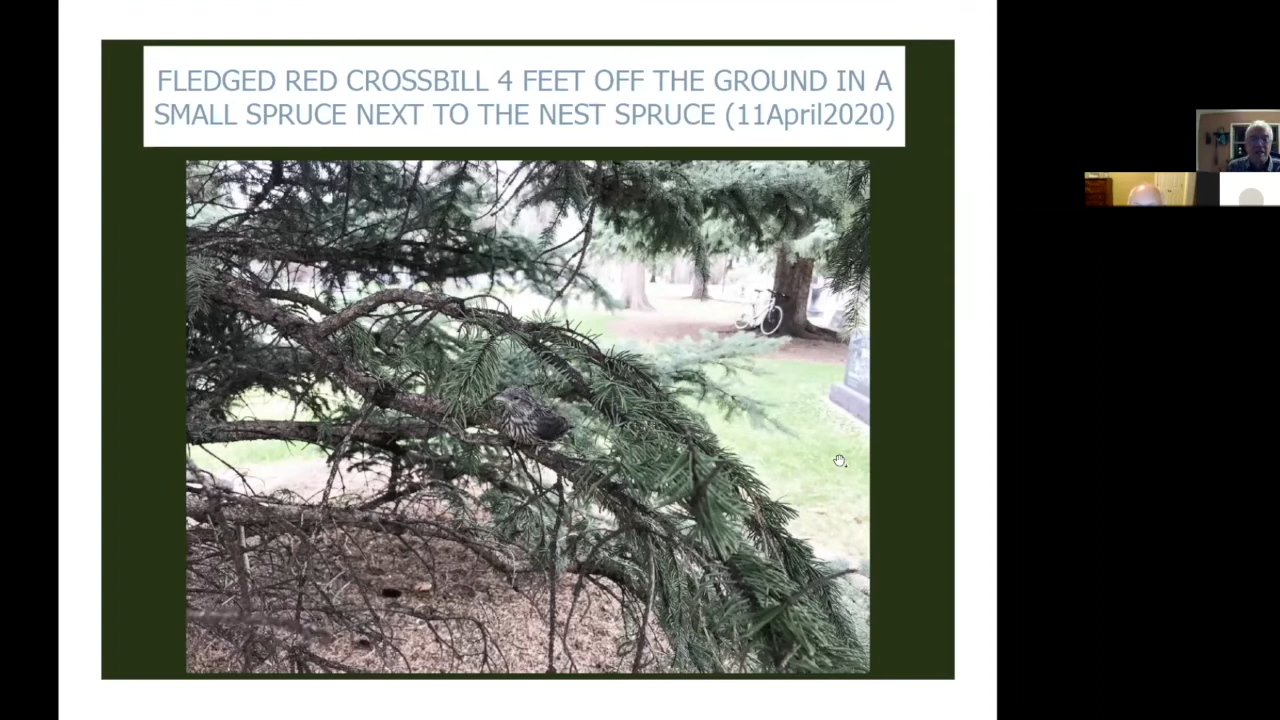 FLEDGED RED CROSSBILL 4 FEET OFF THE GROUND IN A
SMALL SPRUCE NEXT TO THE NEST SPRUCE (11April2020)